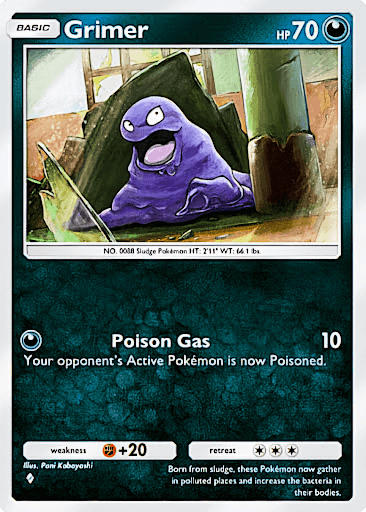 BASIC
Grimer
HP 70
NO. 0088 Sludge Pokémon HT: 2'11" WT: 66.1 lbs.
Poison Gas 10
Your opponent's Active Pokémon is now Poisoned.
weakness +20 retreat
Illus. Pani Kobayashi
Born from sludge, these Pokémon now gather
in polluted places and increase the bacteria in
their bodies.